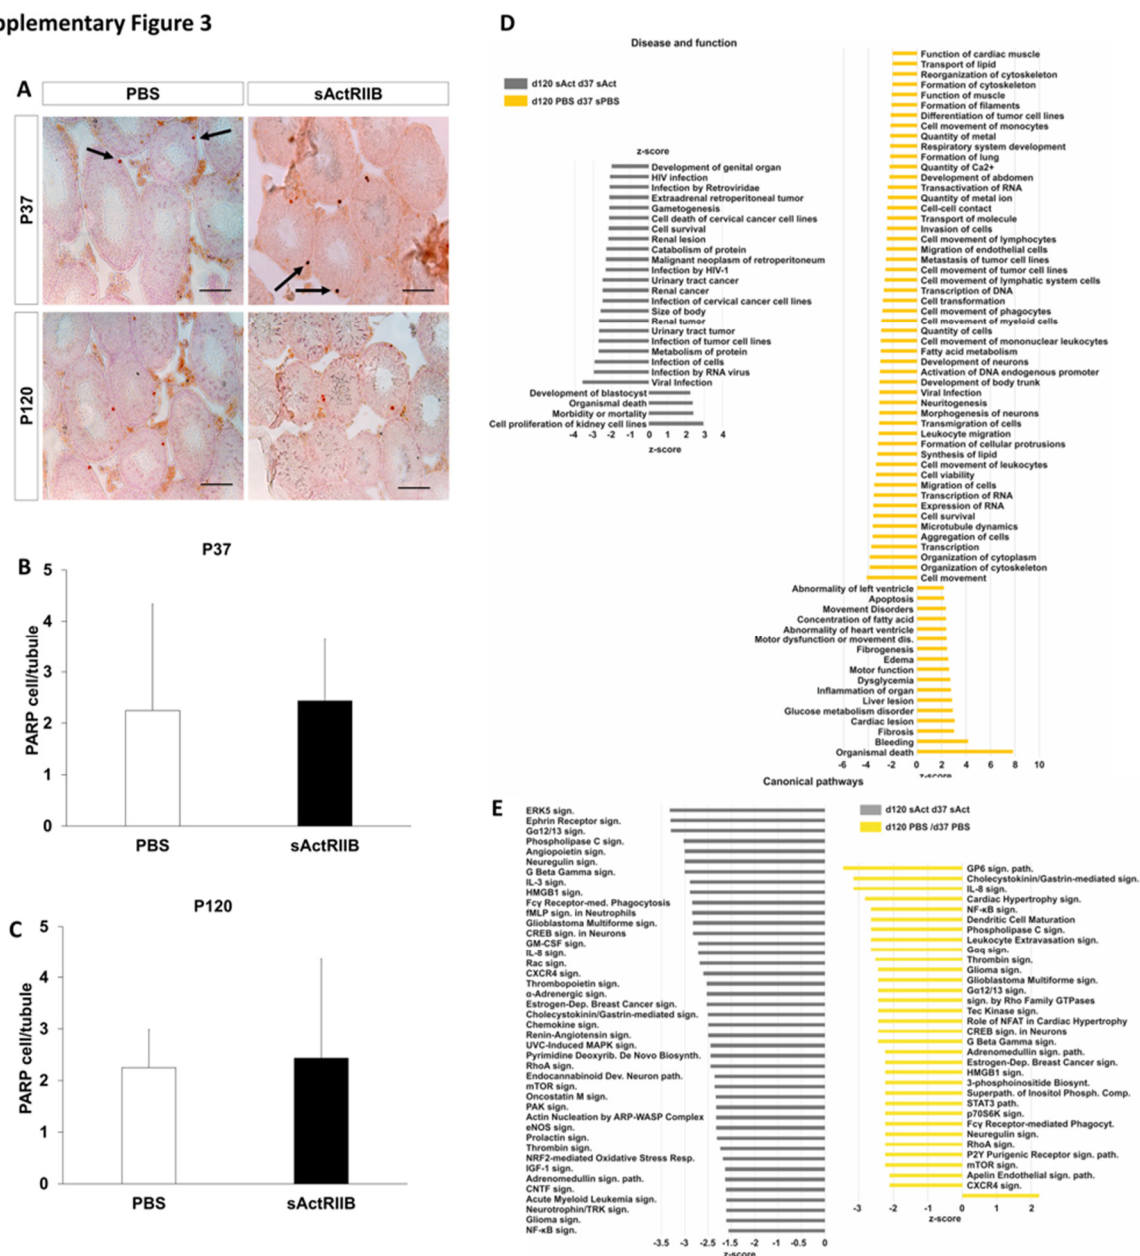 pplementary Figure 3
A
PBS
sActRIIB
P37
P120
B
P37
5
4
3
2
1
0
PARP cell/tubule
PBS
sActRIIB
C
P120
5
4
3
2
1
0
PARP cell/tubule
PBS
sActRIIB
D
Disease and function
d120 sAct d37 sAct
d120 PBS d37 sPBS
z-score
Development of genital organ
HIV infection
Infection by Retroviridae
Extraadrenal retroperitoneal tumor
Gametogenesis
Cell death of cervical cancer cell lines
Cell survival
Renal lesion
Catabolism of protein
Malignant neoplasm of retroperitoneum
Infection by HIV-1
Urinary tract cancer
Renal cancer
Infection of cervical cancer cell lines
Size of body
Renal tumor
Urinary tract tumor
Infection of tumor cell lines
Metabolism of protein
Infection of cells
Infection by RNA virus
Viral Infection
Development of blastocyst
Organismal death
Morbidity or mortality
Cell proliferation of kidney cell lines
-4 -3 -2 -1 0 1 2 3 4
z-score
Function of cardiac muscle
Transport of lipid
Reorganization of cytoskeleton
Formation of cytoskeleton
Function of muscle
Formation of filaments
Differentiation of tumor cell lines
Cell movement of monocytes
Quantity of metal
Respiratory system development
Formation of lung
Quantity of Ca2+
Development of abdomen
Transactivation of RNA
Quantity of metal ion
Cell-cell contact
Transport of molecule
Invasion of cells
Cell movement of lymphocytes
Migration of endothelial cells
Metastasis of tumor cell lines
Cell movement of tumor cell lines
Cell movement of lymphatic system cells
Transcription of DNA
Cell transformation
Cell movement of phagocytes
Cell movement of myeloid cells
Quantity of cells
Cell movement of mononuclear leukocytes
Fatty acid metabolism
Development of neurons
Activation of DNA endogenous promoter
Development of body trunk
Viral Infection
Neuritogenesis
Morphogenesis of neurons
Transmigration of cells
Leukocyte migration
Formation of cellular protrusions
Synthesis of lipid
Cell movement of leukocytes
Cell viability
Migration of cells
Transcription of RNA
Expression of RNA
Cell survival
Microtubule dynamics
Aggregation of cells
Transcription
Organization of cytoplasm
Organization of cytoskeleton
Cell movement
Abnormality of left ventricle
Apoptosis
Movement Disorders
Concentration of fatty acid
Abnormality of heart ventricle
Motor dysfunction or movement dis.
Fibrogenesis
Edema
Motor function
Dysglycemia
Inflammation of organ
Liver lesion
Glucose metabolism disorder
Cardiac lesion
Fibrosis
Bleeding
Organismal death
-6 -4 -2 0 2 4 6 8 10
z-score
Canonical pathways
E
d120 sAct d37 sAct
d120 PBS /d37 PBS
ERK5 sign.
Ephrin Receptor sign.
Gα12/13 sign.
Phospholipase C sign.
Angiopoietin sign.
Neuregulin sign.
G Beta Gamma sign.
IL-3 sign.
HMGB1 sign.
Fcγ Receptor-med. Phagocytosis
fMLP sign. in Neutrophils
Glioblastoma Multiforme sign.
CREB sign. in Neurons
GM-CSF sign.
IL-8 sign.
Rac sign.
CXCR4 sign.
Thrombopoietin sign.
α-Adrenergic sign.
Estrogen-Dep. Breast Cancer sign.
Cholecystokinin/Gastrin-mediated sign.
Chemokine sign.
Renin-Angiotensin sign.
UVC-Induced MAPK sign.
Pyrimidine Deoxyrib. De Novo Biosynth.
RhoA sign.
Endocannabinoid Dev. Neuron path.
mTOR sign.
Oncostatin M sign.
PAK sign.
Actin Nucleation by ARP-WASP Complex
eNOS sign.
Prolactin sign.
Thrombin sign.
NRF2-mediated Oxidative Stress Resp.
IGF-1 sign.
Adrenomedullin sign. path.
CNTF sign.
Acute Myeloid Leukemia sign.
Neurotrophin/TRK sign.
Glioma sign.
NF-κB sign.
-3.5 -3 -2.5 -2 -1.5 -1 -0.5 0
z-score
GP6 sign. path.
Cholecystokinin/Gastrin-mediated sign.
IL-8 sign.
Cardiac Hypertrophy sign.
NF-κB sign.
Dendritic Cell Maturation
Phospholipase C sign.
Leukocyte Extravasation sign.
Gαq sign.
Thrombin sign.
Glioma sign.
Glioblastoma Multiforme sign.
Gα12/13 sign.
sign. by Rho Family GTPases
Tec Kinase sign.
Role of NFAT in Cardiac Hypertrophy
CREB sign. in Neurons
G Beta Gamma sign.
Adrenomedullin sign. path.
Estrogen-Dep. Breast Cancer sign.
HMGB1 sign.
3-phosphoinositide Biosynt.
Superpath. of Inositol Phosph. Comp.
STAT3 path.
p70S6K sign.
Fcγ Receptor-mediated Phagocyt.
Neuregulin sign.
RhoA sign.
P2Y Purigenic Receptor sign. path.
mTOR sign.
Apelin Endothelial sign. path.
CXCR4 sign.
-3 -2 -1 0 1 2
z-score